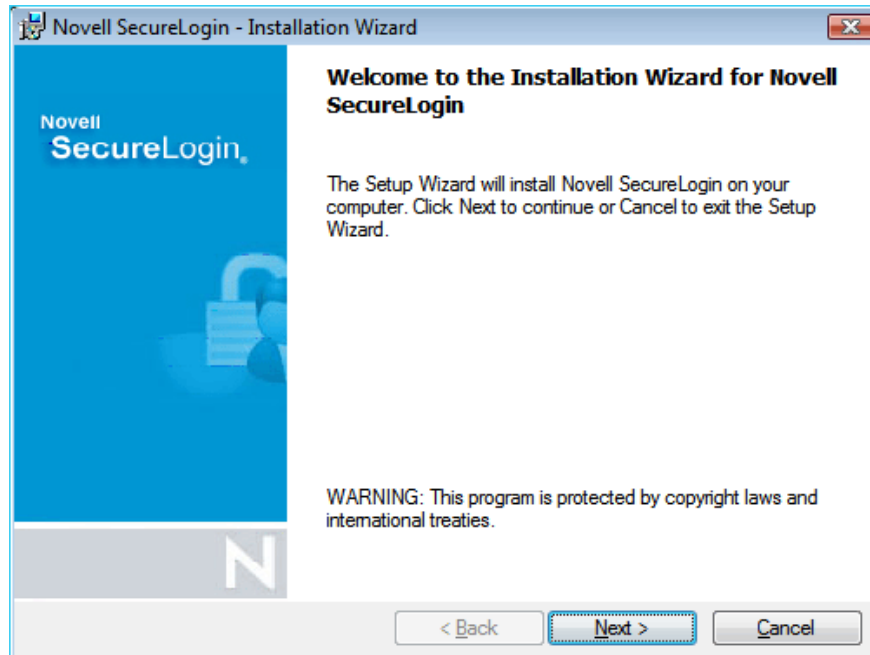 Novell SecureLogin - Installation Wizard
Welcome to the Installation Wizard for Novell
SecureLogin
Novell
SecureLogin®
The Setup Wizard will install Novell SecureLogin on your
computer. Click Next to continue or Cancel to exit the Setup
Wizard.
WARNING: This program is protected by copyright laws and
international treaties.
N
< Back
Next >
Cancel